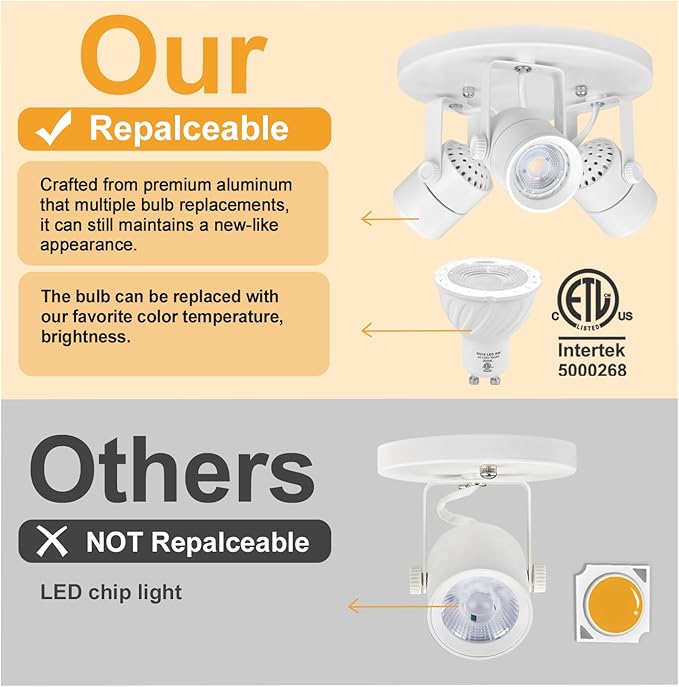 Our
Repalceable
Crafted from premium aluminum
that multiple bulb replacements,
it can still maintains a new-like
appearance.
The bulb can be replaced with
our favorite color temperature,
brightness.
C ETL CM US
LISTED
Intertek
5000268
Others
NOT Repalceable
LED chip light